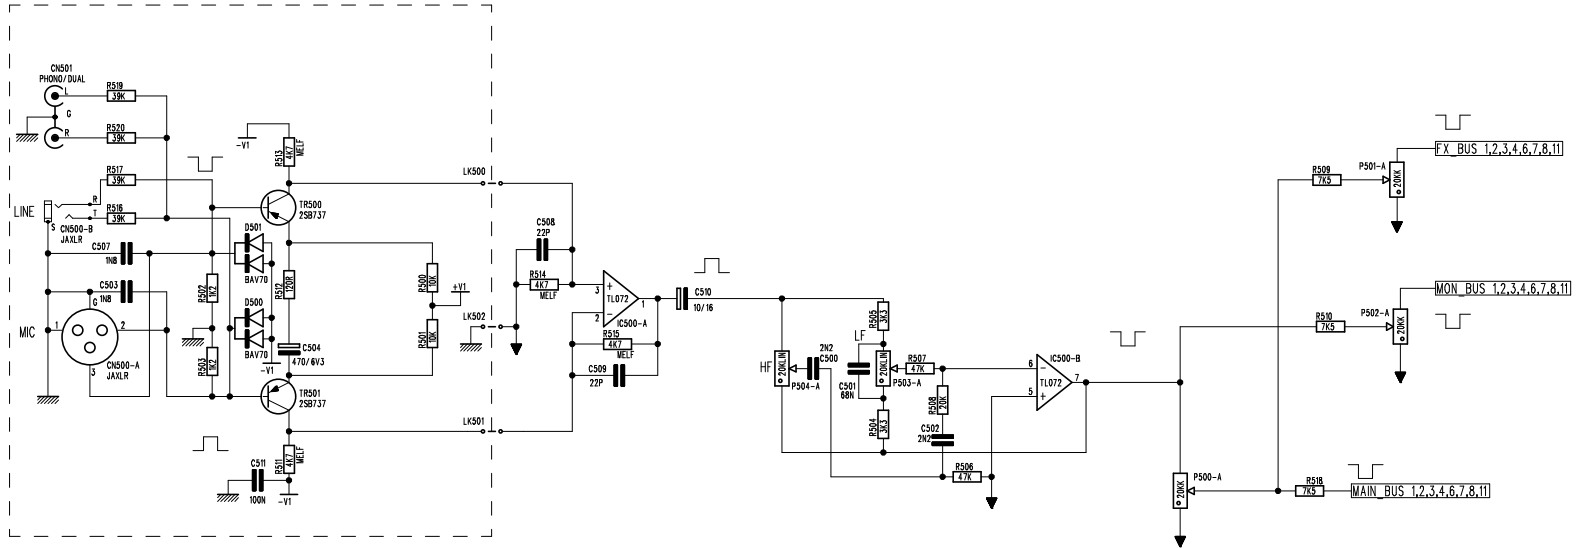 CN501
PHONO/DUAL
L
G
R
R519
39K
R520
39K
R517
39K
R516
39K
LINE
R
T
S
CN500-B
JAXLR
C507
1N8
C503
1N8
MIC
G
1
2
3
CN500-A
JAXLR
R502
1K2
R503
1K2
-V1
R513
4K7
MELF
TR500
2SB737
D501
BAV70
D500
BAV70
-V1
R512
120R
C504
470/6V3
TR501
2SB737
R500
10K
R501
10K
+V1
R511
4K7
MELF
C511
100N
-V1
LK500
LK502
LK501
C508
22P
R514
4K7
MELF
3
2
1
+
-
TL072
IC500-A
R515
4K7
MELF
C509
22P
C510
10/16
HF
20KLIN
P504-A
2N2
C500
R505
3K3
LF
C501
68N
20KLIN
P503-A
R504
3K3
R507
47K
R508
20K
C502
2N2
R506
47K
6
5
7
-
+
IC500-B
TL072
P500-A
20KK
R509
7K5
P501-A
20KK
FX_BUS 1,2,3,4,6,7,8,11
R510
7K5
P502-A
20KK
MON_BUS 1,2,3,4,6,7,8,11
R518
7K5
MAIN_BUS 1,2,3,4,6,7,8,11